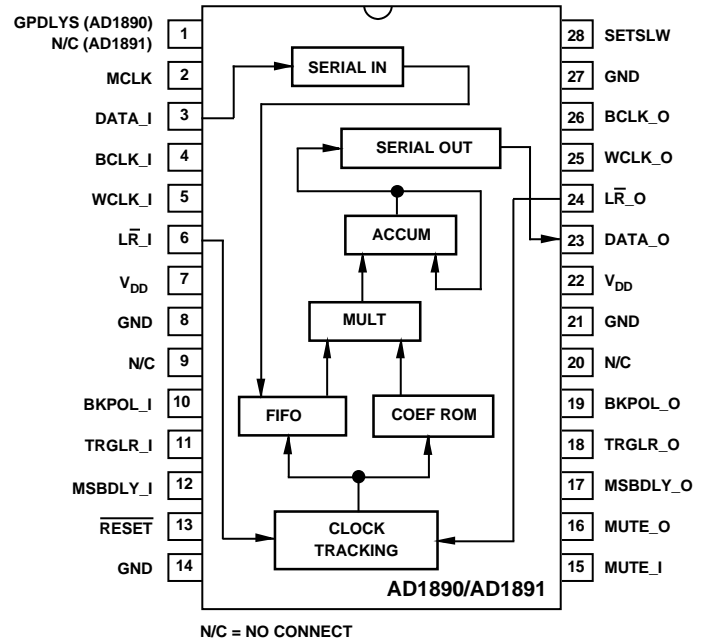 GPDLYS (AD1890)
N/C (AD1891)
1
MCLK
2
DATA_I
3
BCLK_I
4
WCLK_I
5
LR̅_I
6
VDD
7
GND
8
N/C
9
BKPOL_I
10
TRGLR_I
11
MSBDLY_I
12
R̅E̅S̅E̅T̅
13
GND
14
SERIAL IN
SERIAL OUT
ACCUM
MULT
FIFO
COEF ROM
CLOCK
TRACKING
AD1890/AD1891
28
SETSLW
27
GND
26
BCLK_O
25
WCLK_O
24
LR̅_O
23
DATA_O
22
VDD
21
GND
20
N/C
19
BKPOL_O
18
TRGLR_O
17
MSBDLY_O
16
MUTE_O
15
MUTE_I
N/C = NO CONNECT